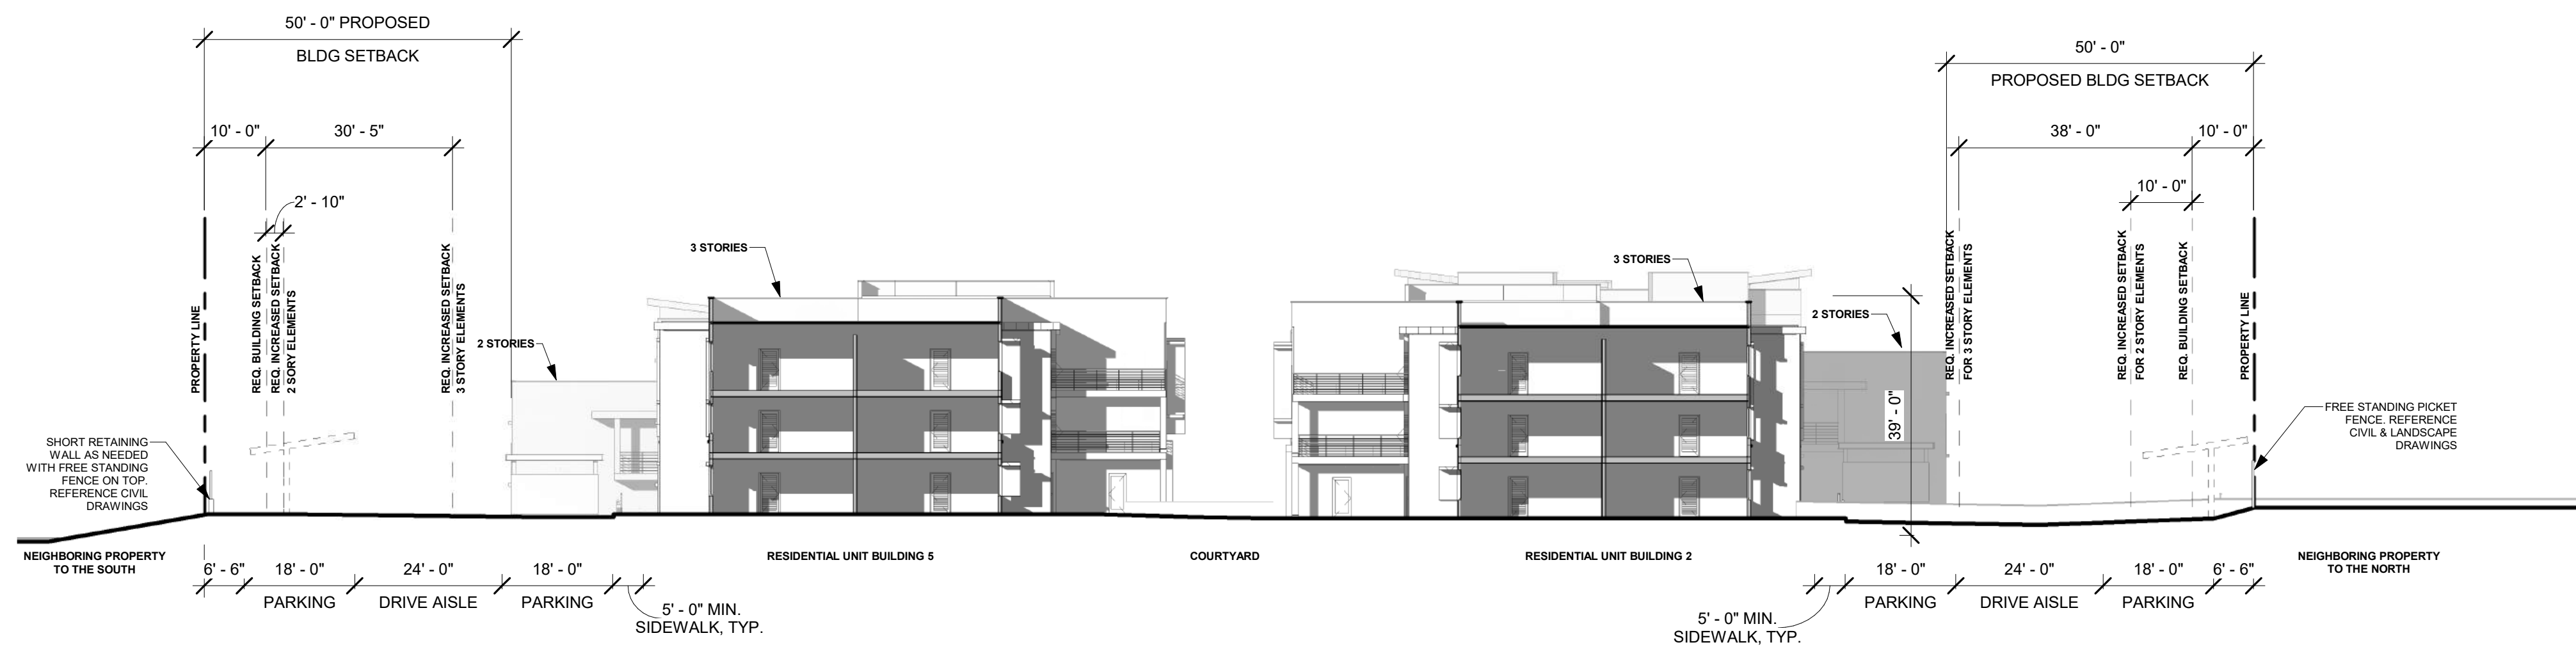 50' - 0" PROPOSED
BLDG SETBACK
50' - 0"
PROPOSED BLDG SETBACK
10' - 0"
30' - 5"
38' - 0"
10' - 0"
2' - 10"
10' - 0"
PROPERTY LINE
REQ. BUILDING SETBACK
REQ. INCREASED SETBACK
2 SORY ELEMENTS
REQ. INCREASED SETBACK
3 STORY ELEMENTS
2 STORIES
3 STORIES
3 STORIES
2 STORIES
39' - 0"
REQ. INCREASED SETBACK
FOR 3 STORY ELEMENTS
REQ. INCREASED SETBACK
FOR 2 STORY ELEMENTS
REQ. BUILDING SETBACK
PROPERTY LINE
SHORT RETAINING
WALL AS NEEDED
WITH FREE STANDING
FENCE ON TOP.
REFERENCE CIVIL
DRAWINGS
FREE STANDING PICKET
FENCE. REFERENCE
CIVIL & LANDSCAPE
DRAWINGS
NEIGHBORING PROPERTY
TO THE SOUTH
RESIDENTIAL UNIT BUILDING 5
COURTYARD
RESIDENTIAL UNIT BUILDING 2
NEIGHBORING PROPERTY
TO THE NORTH
6' - 6"
18' - 0"
PARKING
24' - 0"
DRIVE AISLE
18' - 0"
PARKING
5' - 0" MIN.
SIDEWALK, TYP.
5' - 0" MIN.
SIDEWALK, TYP.
18' - 0"
PARKING
24' - 0"
DRIVE AISLE
18' - 0"
PARKING
6' - 6"